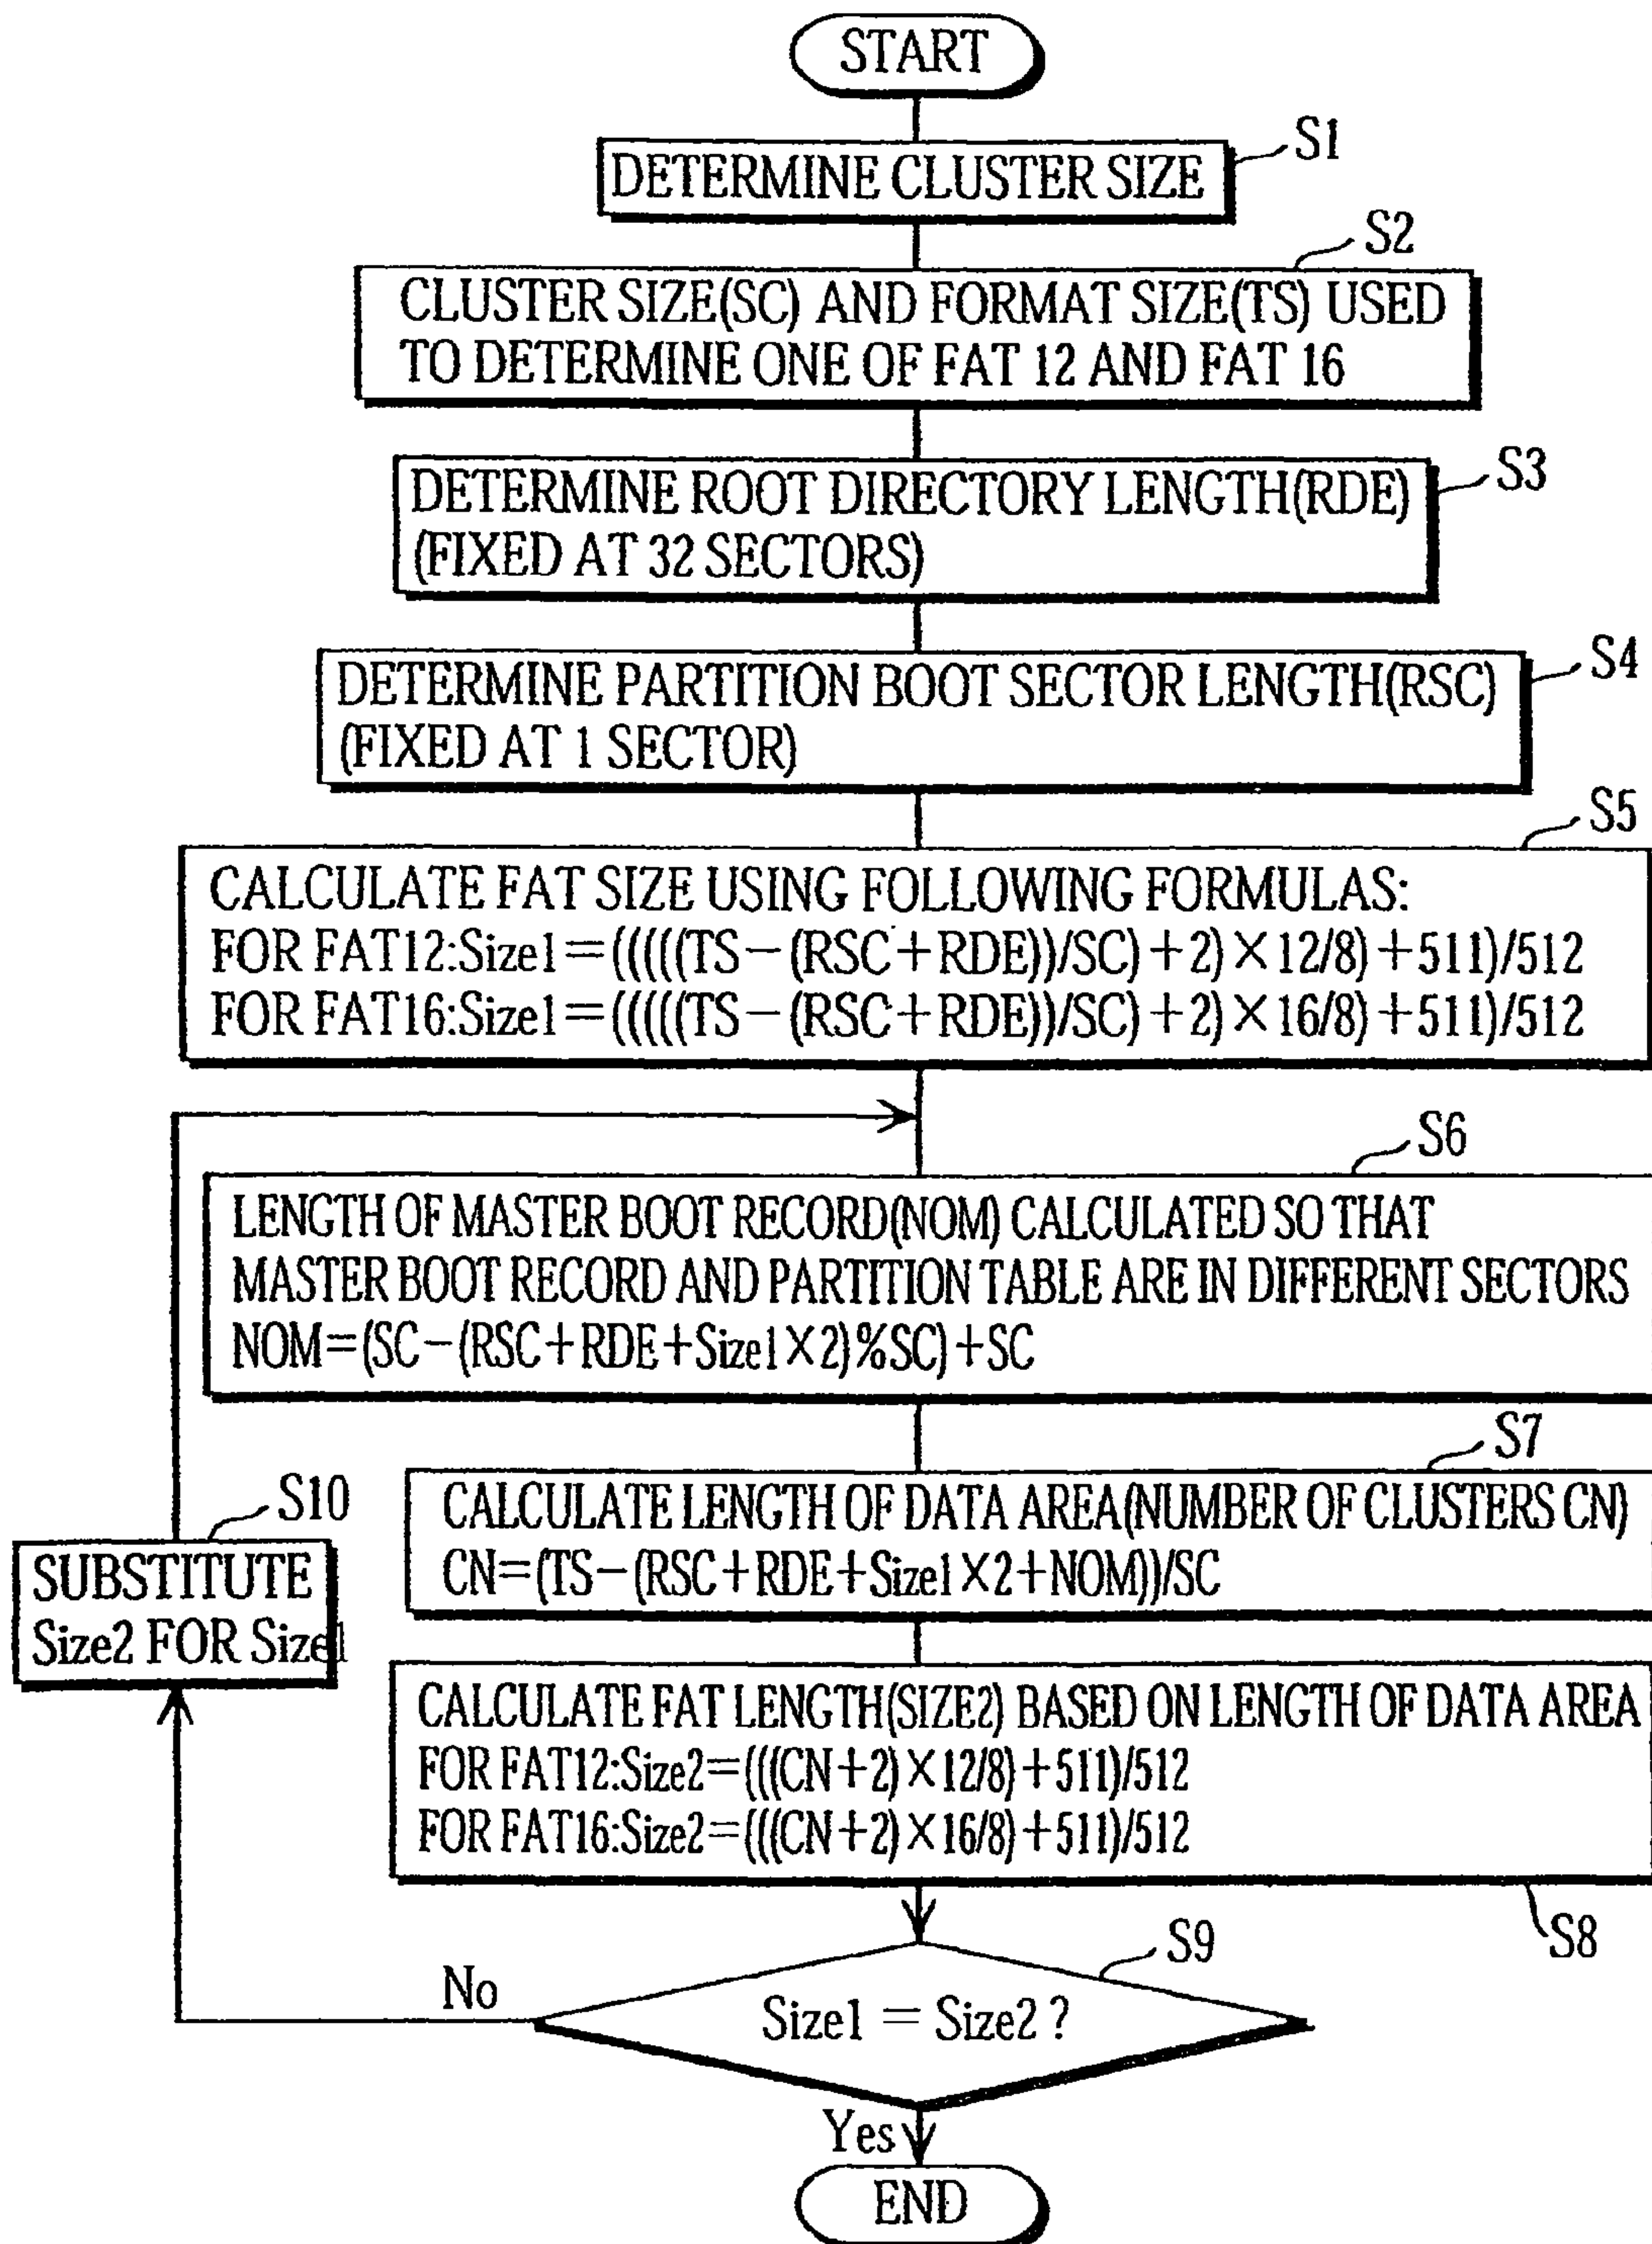 START
S1
DETERMINE CLUSTER SIZE
S2
CLUSTER SIZE(SC) AND FORMAT SIZE(TS) USED
TO DETERMINE ONE OF FAT 12 AND FAT 16
S3
DETERMINE ROOT DIRECTORY LENGTH(RDE)
(FIXED AT 32 SECTORS)
S4
DETERMINE PARTITION BOOT SECTOR LENGTH(RSC)
(FIXED AT 1 SECTOR)
S5
CALCULATE FAT SIZE USING FOLLOWING FORMULAS:
FOR FAT12:Size1=(((((TS-(RSC+RDE))/SC)+2)×12/8)+511)/512
FOR FAT16:Size1=(((((TS-(RSC+RDE))/SC)+2)×16/8)+511)/512
S6
LENGTH OF MASTER BOOT RECORD(NOM) CALCULATED SO THAT
MASTER BOOT RECORD AND PARTITION TABLE ARE IN DIFFERENT SECTORS
NOM=(SC-(RSC+RDE+Size1×2)%SC)+SC
S7
CALCULATE LENGTH OF DATA AREA(NUMBER OF CLUSTERS CN)
CN=(TS-(RSC+RDE+Size1×2+NOM))/SC
S10
SUBSTITUTE
Size2 FOR Size1
CALCULATE FAT LENGTH(SIZE2) BASED ON LENGTH OF DATA AREA
FOR FAT12:Size2=(((CN+2)×12/8)+511)/512
FOR FAT16:Size2=(((CN+2)×16/8)+511)/512
S8
S9
No
Size1 = Size2 ?
Yes
END